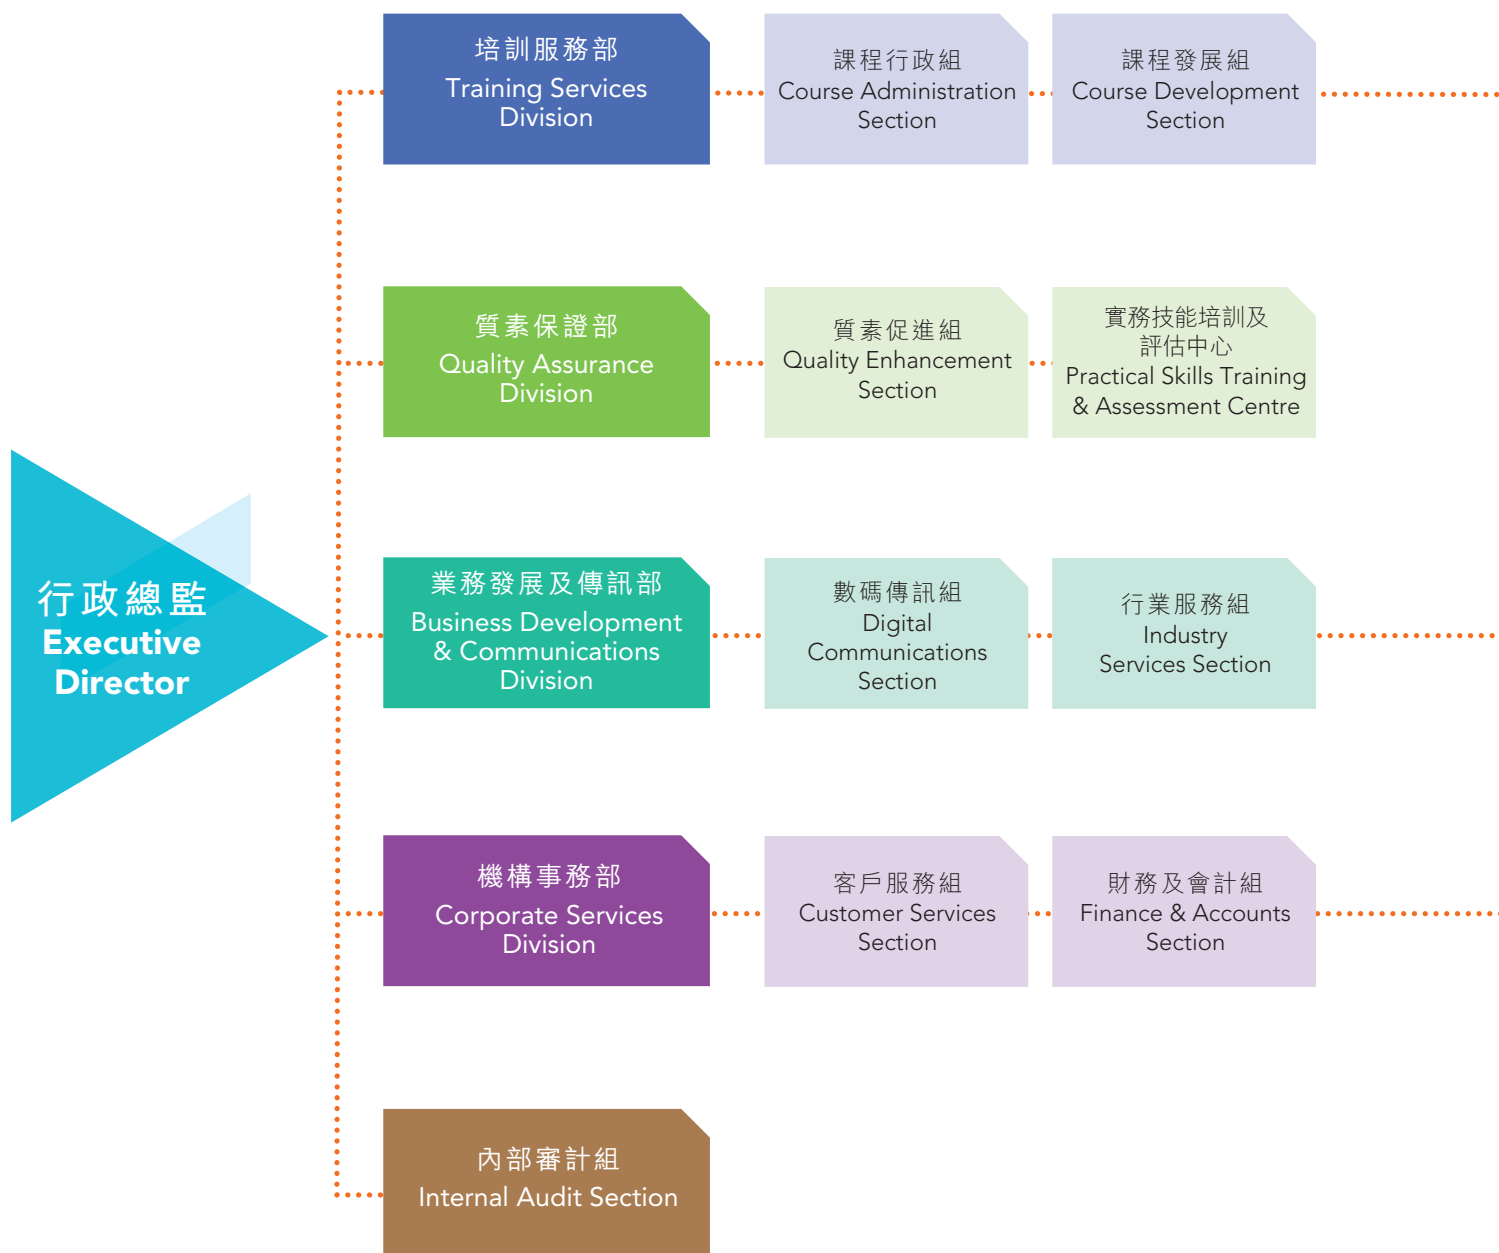 培訓服務部
Training Services
Division
課程行政組
Course Administration
Section
課程發展組
Course Development
Section
質素保證部
Quality Assurance
Division
質素促進組
Quality Enhancement
Section
實務技能培訓及
評估中心
Practical Skills Training
& Assessment Centre
行政總監
Executive
Director
業務發展及傳訊部
Business Development
& Communications
Division
數碼傳訊組
Digital
Communications
Section
行業服務組
Industry
Services Section
機構事務部
Corporate Services
Division
客戶服務組
Customer Services
Section
財務及會計組
Finance & Accounts
Section
內部審計組
Internal Audit Section